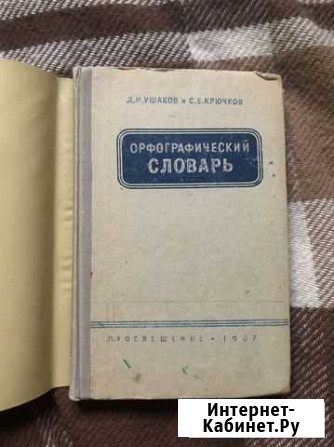 Д.Н.УШАКОВ и С.Е.КРЮЧКОВ
ОРФОГРАФИЧЕСКИЙ
СЛОВАРЬ
ПРОСВЕЩЕНИЕ • 1967
Интернет-
Кабинет.Ру